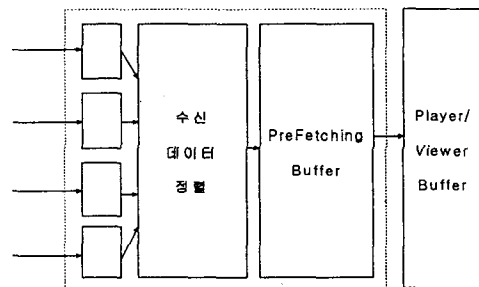 수신
데이터
정렬
PreFetching
Buffer
Player/
Viewer
Buffer